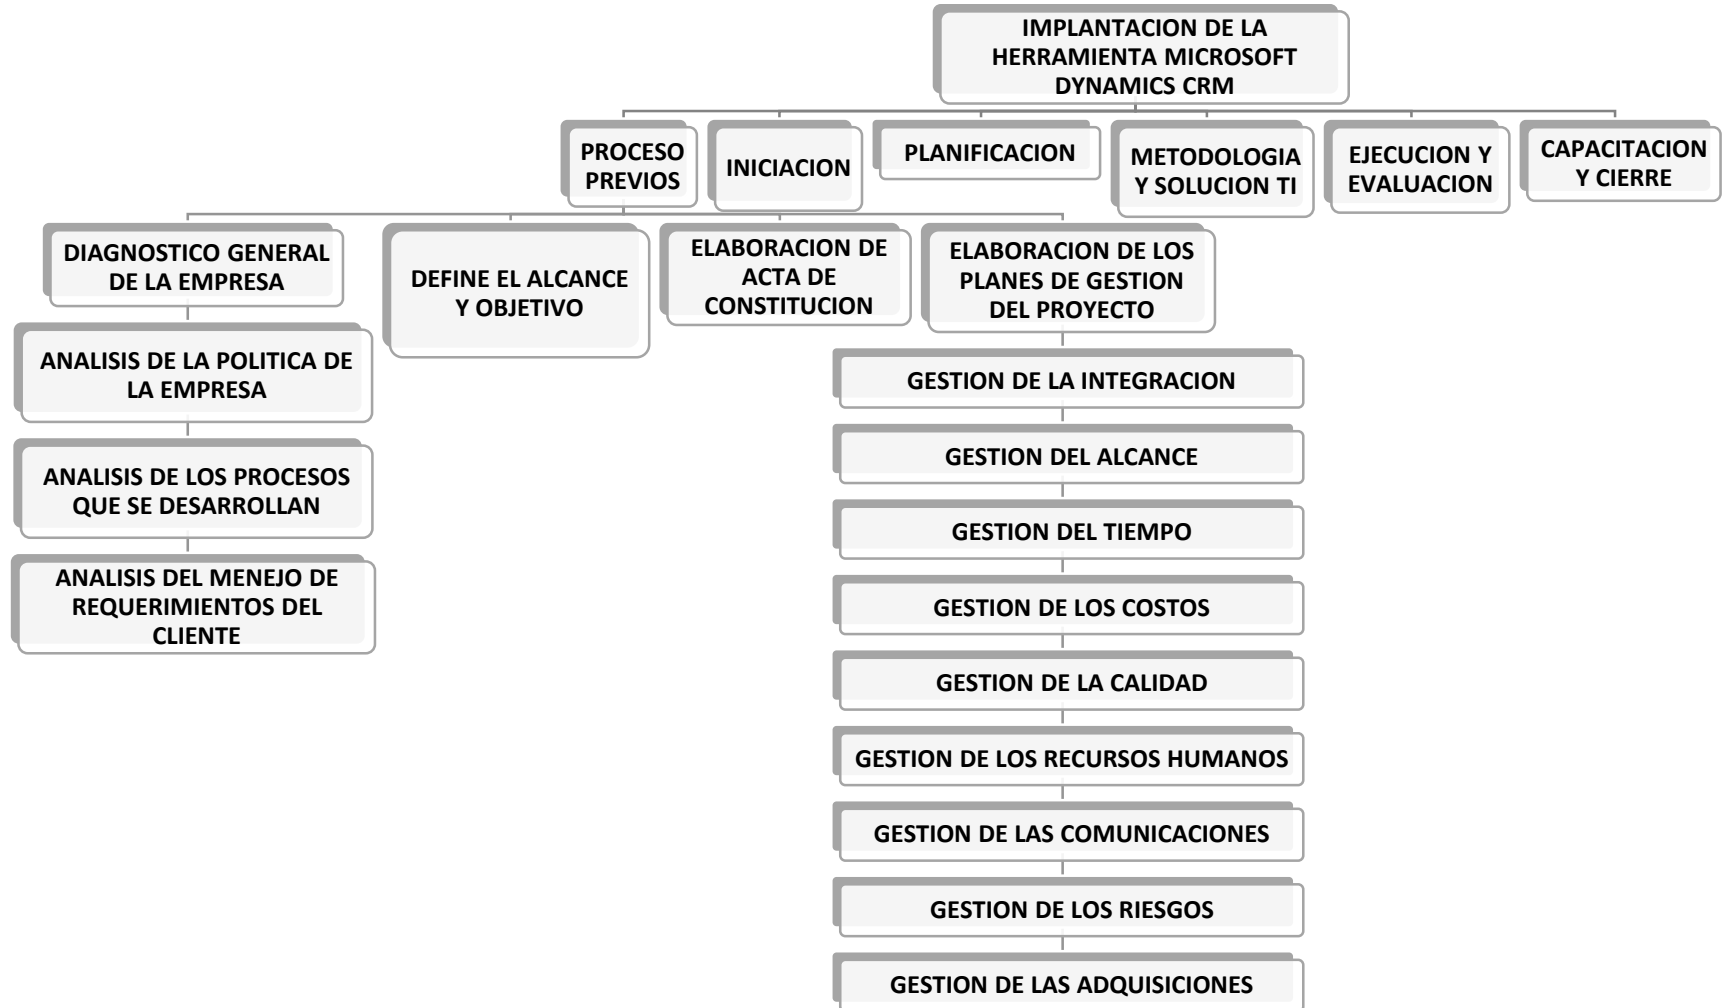 IMPLANTACION DE LA
HERRAMIENTA MICROSOFT
DYNAMICS CRM
PROCESO
PREVIOS
INICIACION
PLANIFICACION
METODOLOGIA
Y SOLUCION TI
EJECUCION Y
EVALUACION
CAPACITACION
Y CIERRE
DIAGNOSTICO GENERAL
DE LA EMPRESA
DEFINE EL ALCANCE
Y OBJETIVO
ELABORACION DE
ACTA DE
CONSTITUCION
ELABORACION DE LOS
PLANES DE GESTION
DEL PROYECTO
ANALISIS DE LA POLITICA DE
LA EMPRESA
ANALISIS DE LOS PROCESOS
QUE SE DESARROLLAN
ANALISIS DEL MENEJO DE
REQUERIMIENTOS DEL
CLIENTE
GESTION DE LA INTEGRACION
GESTION DEL ALCANCE
GESTION DEL TIEMPO
GESTION DE LOS COSTOS
GESTION DE LA CALIDAD
GESTION DE LOS RECURSOS HUMANOS
GESTION DE LAS COMUNICACIONES
GESTION DE LOS RIESGOS
GESTION DE LAS ADQUISICIONES